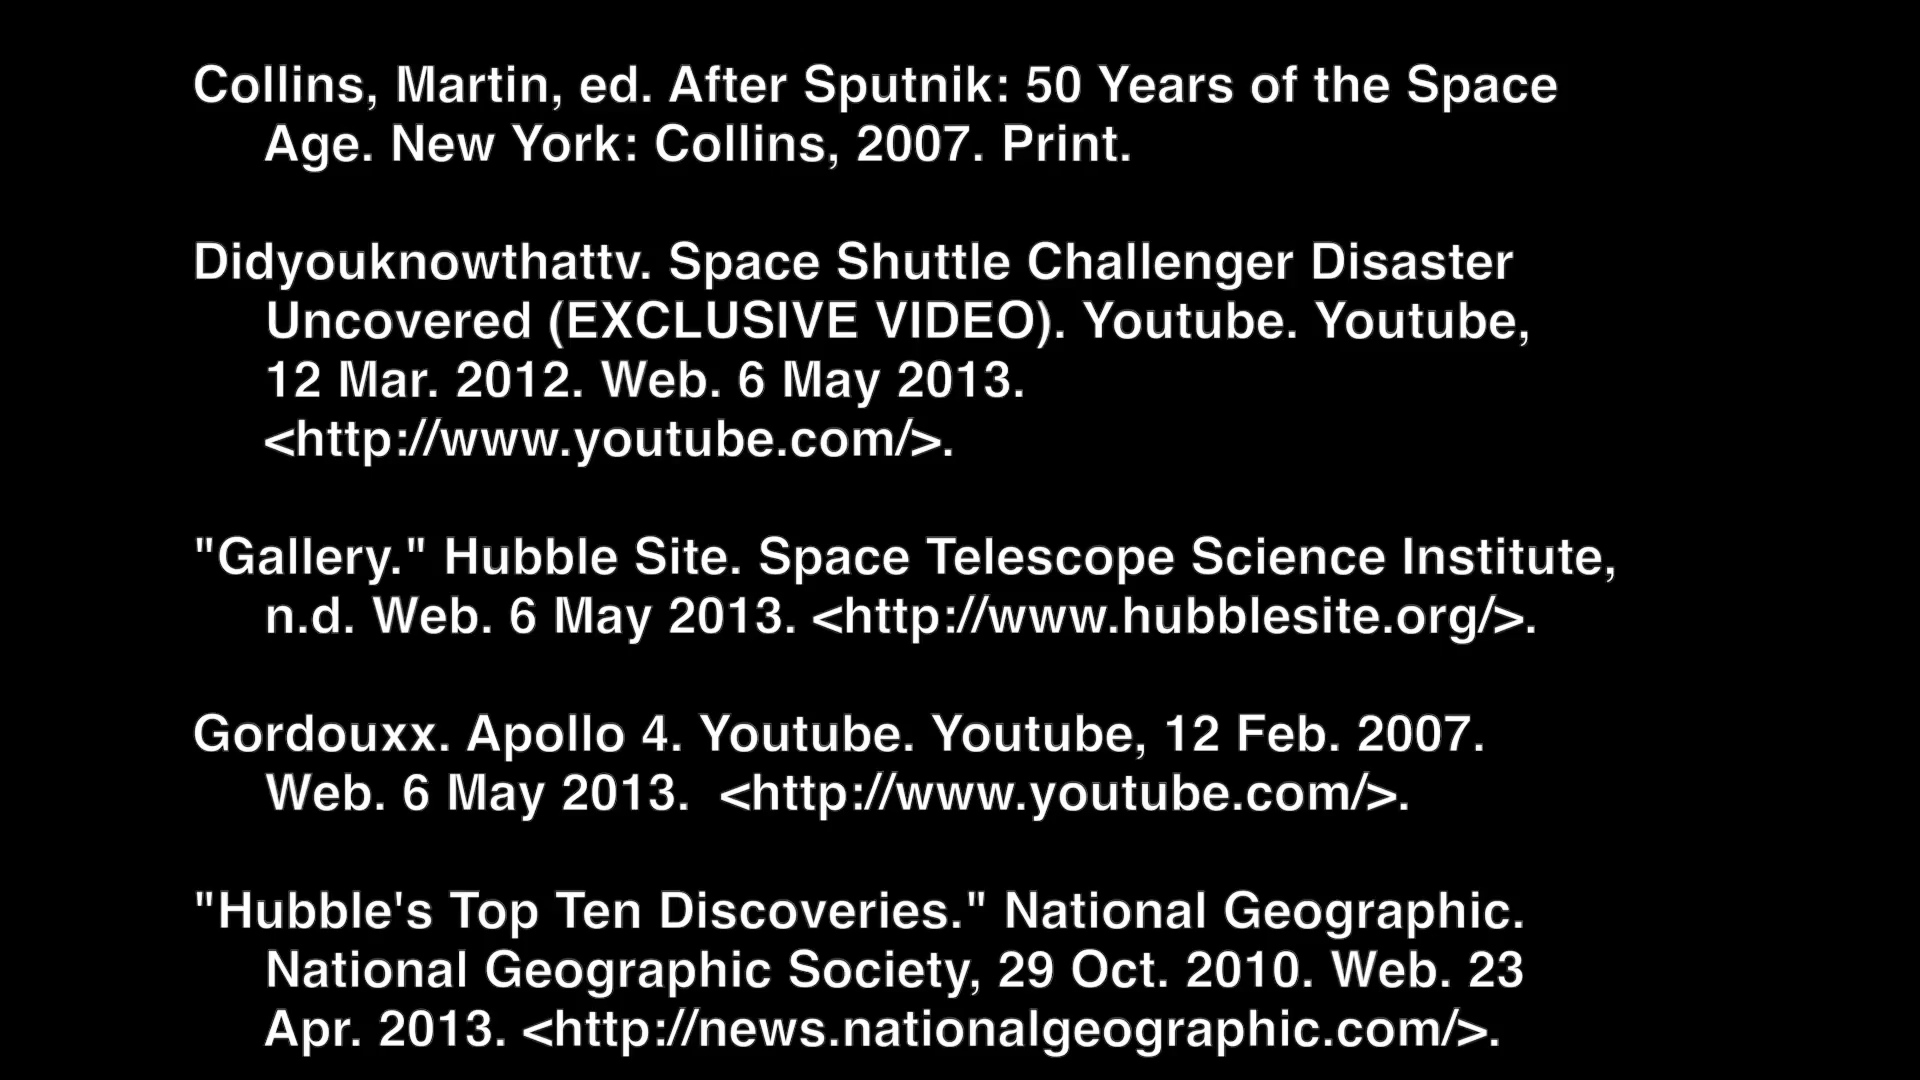 Collins, Martin, ed. After Sputnik: 50 Years of the Space
Age. New York: Collins, 2007. Print.
Didyouknowthattv. Space Shuttle Challenger Disaster
Uncovered (EXCLUSIVE VIDEO). Youtube. Youtube,
12 Mar. 2012. Web. 6 May 2013.
<http://www.youtube.com/>.
"Gallery." Hubble Site. Space Telescope Science Institute,
n.d. Web. 6 May 2013. <http://www.hubblesite.org/>.
Gordouxx. Apollo 4. Youtube. Youtube, 12 Feb. 2007.
Web. 6 May 2013.  <http://www.youtube.com/>.
"Hubble's Top Ten Discoveries." National Geographic.
National Geographic Society, 29 Oct. 2010. Web. 23
Apr. 2013. <http://news.nationalgeographic.com/>.